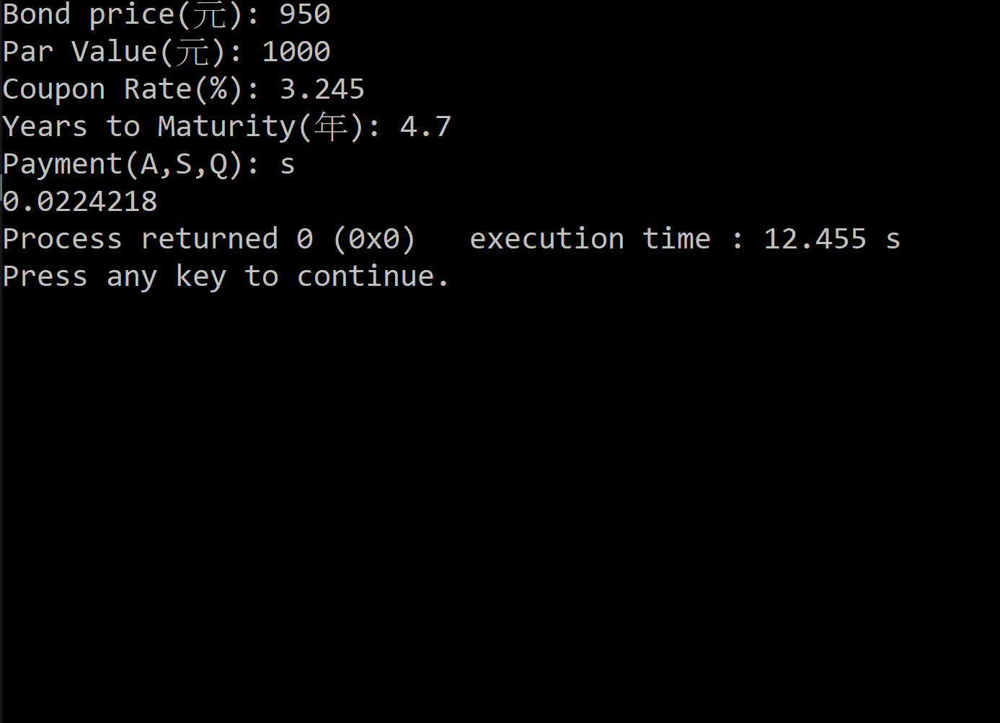 Bond price(元): 950
Par Value(元): 1000
Coupon Rate(%): 3.245
Years to Maturity(年): 4.7
Payment(A,S,Q): s
0.0224218
Process returned 0 (0x0)   execution time : 12.455 s
Press any key to continue.